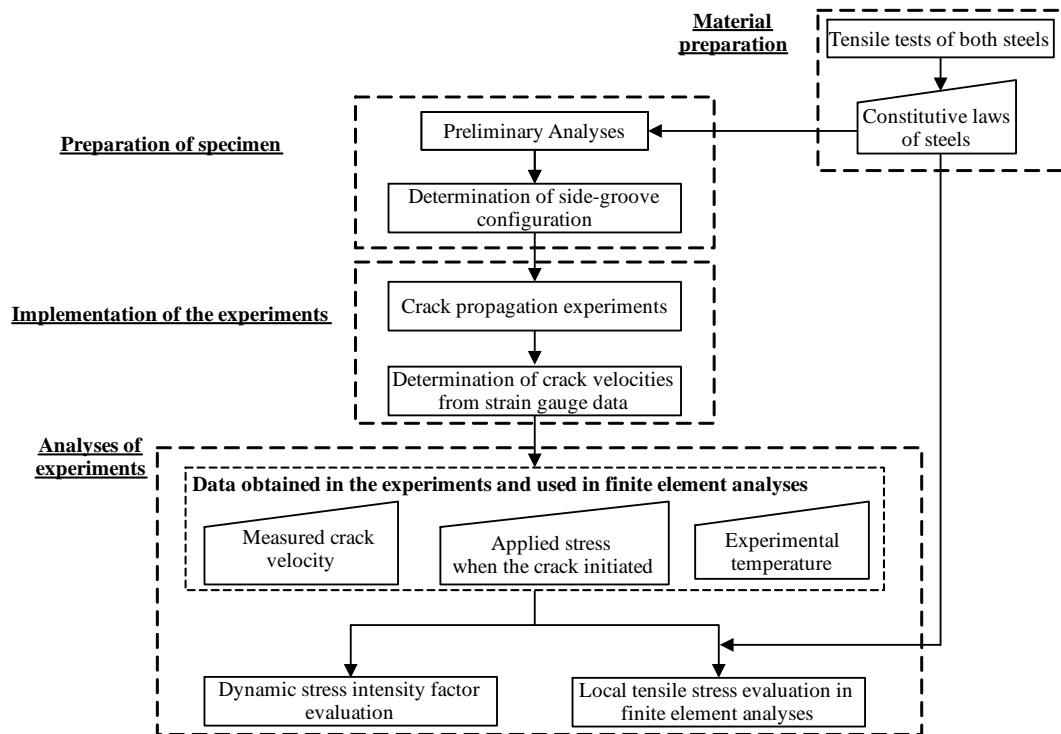 Material
preparation
Tensile tests of both steels
Constitutive laws
of steels
Preparation of specimen
Preliminary Analyses
Determination of side-groove
configuration
Implementation of the experiments
Crack propagation experiments
Determination of crack velocities
from strain gauge data
Analyses of
experiments
Data obtained in the experiments and used in finite element analyses
Measured crack
velocity
Applied stress
when the crack initiated
Experimental
temperature
Dynamic stress intensity factor
evaluation
Local tensile stress evaluation in
finite element analyses